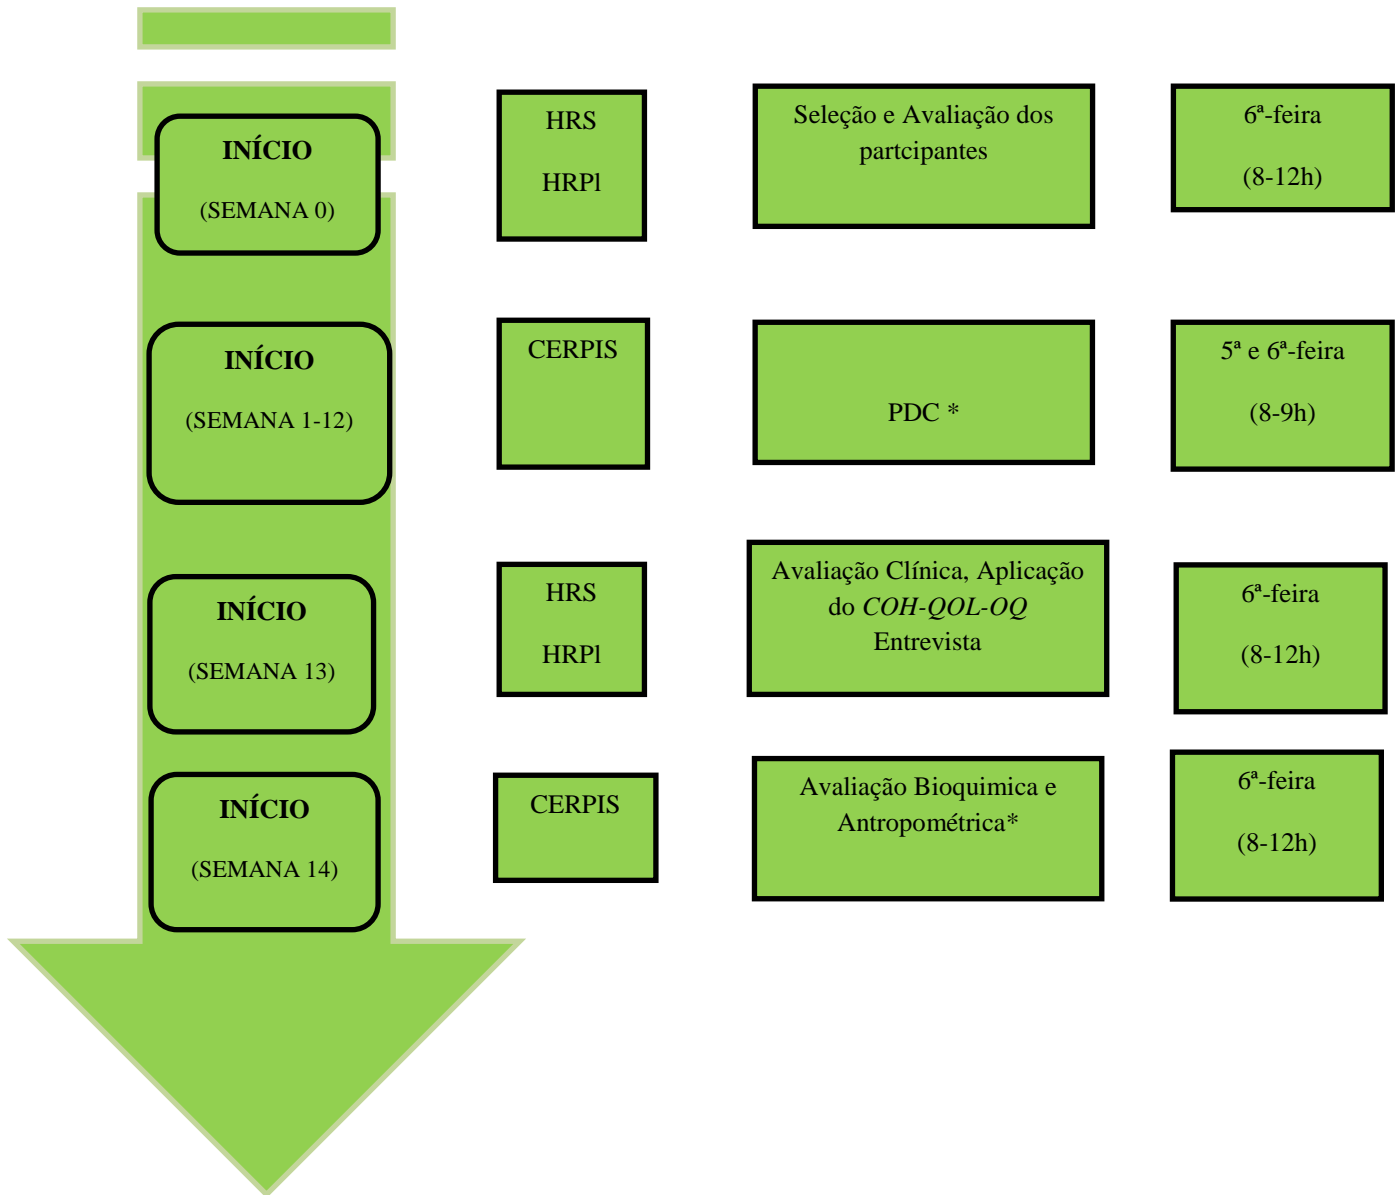 INÍCIO
(SEMANA 0)
HRS
HRPl
Seleção e Avaliação dos
partcipantes
6ª-feira
(8-12h)
INÍCIO
(SEMANA 1-12)
CERPIS
PDC *
5ª e 6ª-feira
(8-9h)
INÍCIO
(SEMANA 13)
HRS
HRPl
Avaliação Clínica, Aplicação
do COH-QOL-OQ
Entrevista
6ª-feira
(8-12h)
INÍCIO
(SEMANA 14)
CERPIS
Avaliação Bioquimica e
Antropométrica*
6ª-feira
(8-12h)